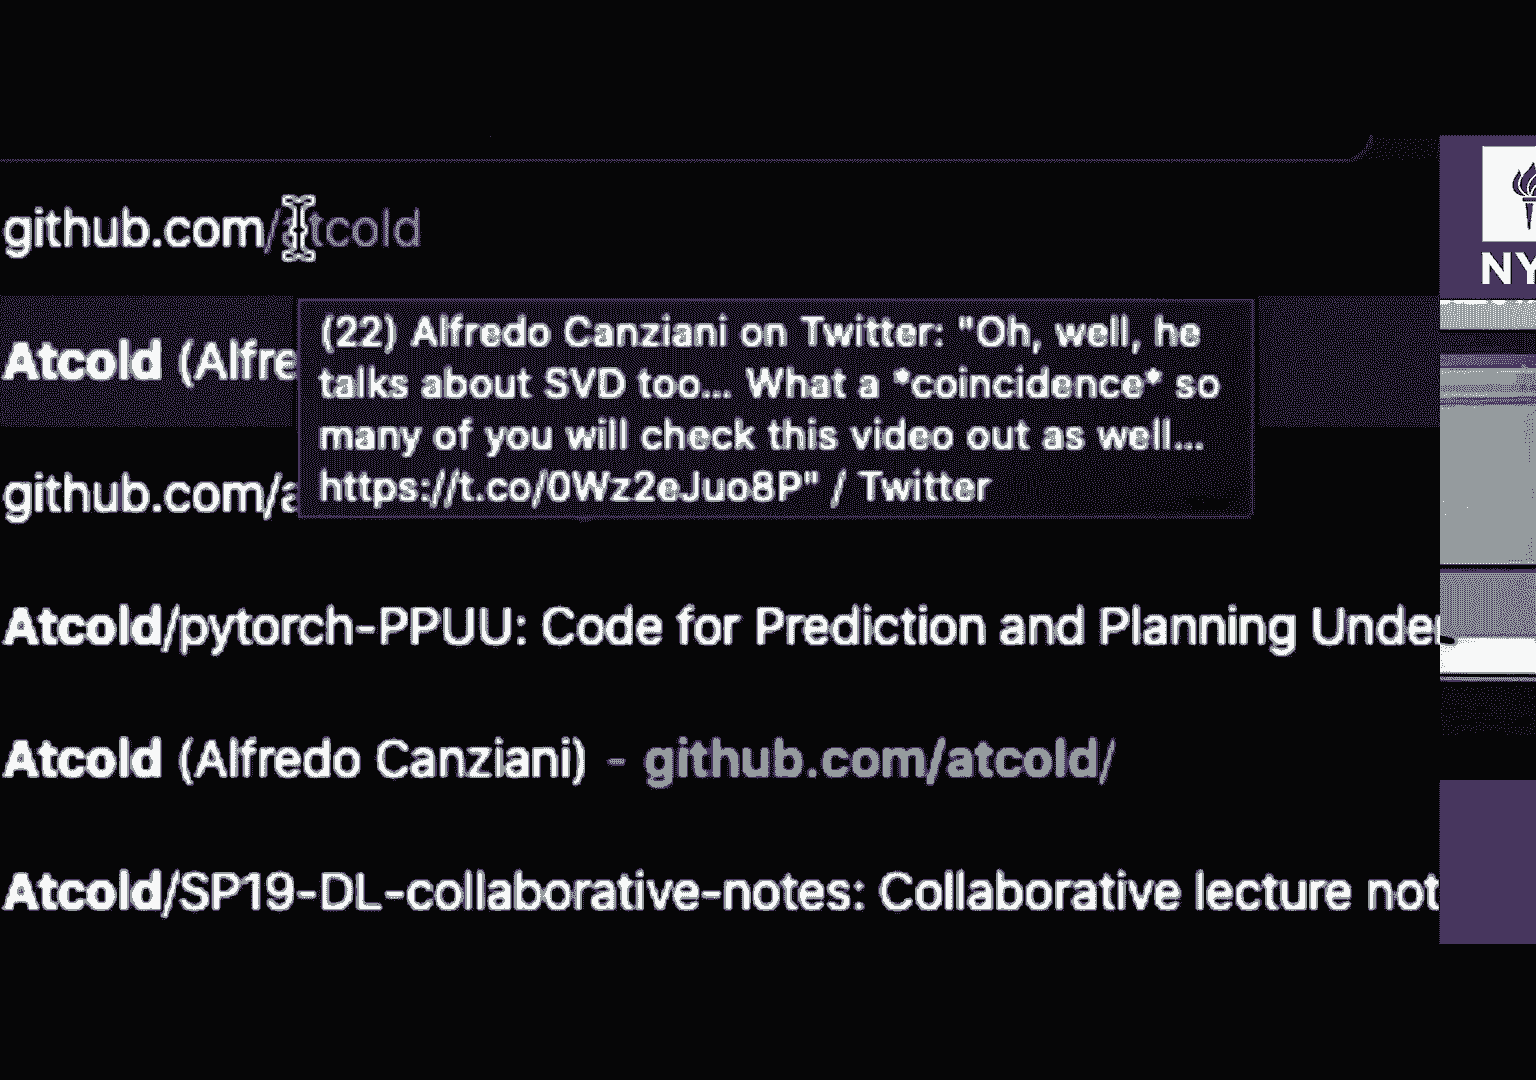 github.com/atcold
NY
(22) Alfredo Canziani on Twitter: "Oh, well, he
talks about SVD too... What a *coincidence* so
many of you will check this video out as well...
https://t.co/0Wz2eJuo8P" / Twitter
Atcold (Alfre
github.com/a
Atcold/pytorch-PPUU: Code for Prediction and Planning Under
Atcold (Alfredo Canziani) - github.com/atcold/
Atcold/SP19-DL-collaborative-notes: Collaborative lecture not